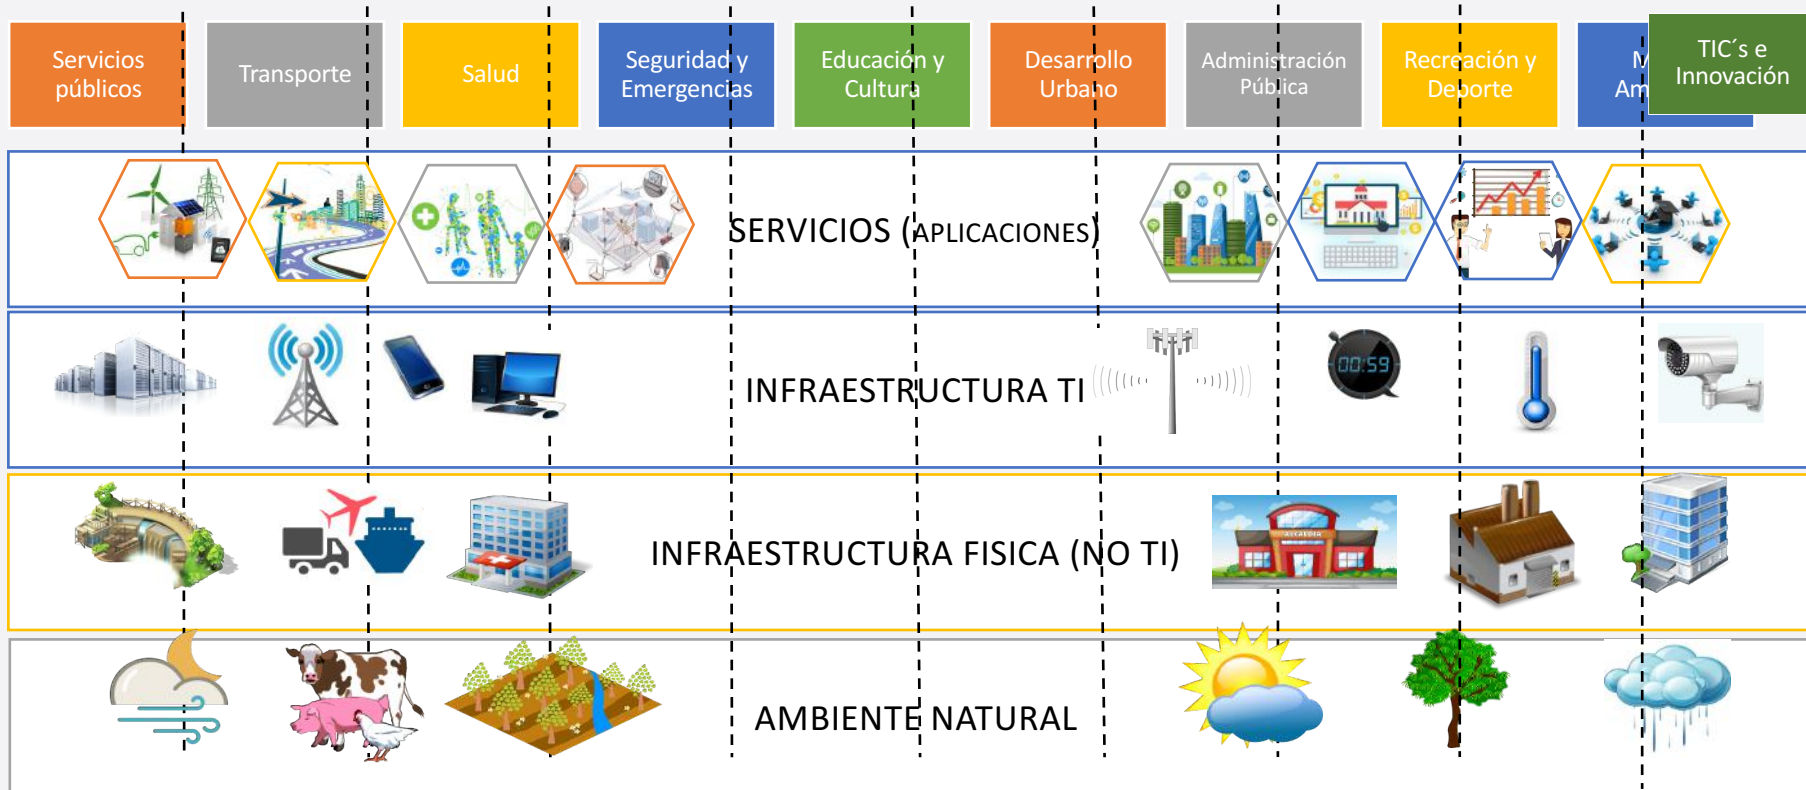 Servicios
públicos
Transporte
Salud
Seguridad y
Emergencias
Educación y
Cultura
Desarrollo
Urbano
Administración
Pública
Recreación y
Deporte
TIC´s e
Innovación
SERVICIOS (APLICACIONES)
INFRAESTRUCTURA TI
00:59
INFRAESTRUCTURA FISICA (NO TI)
ALCALDIA
AMBIENTE NATURAL